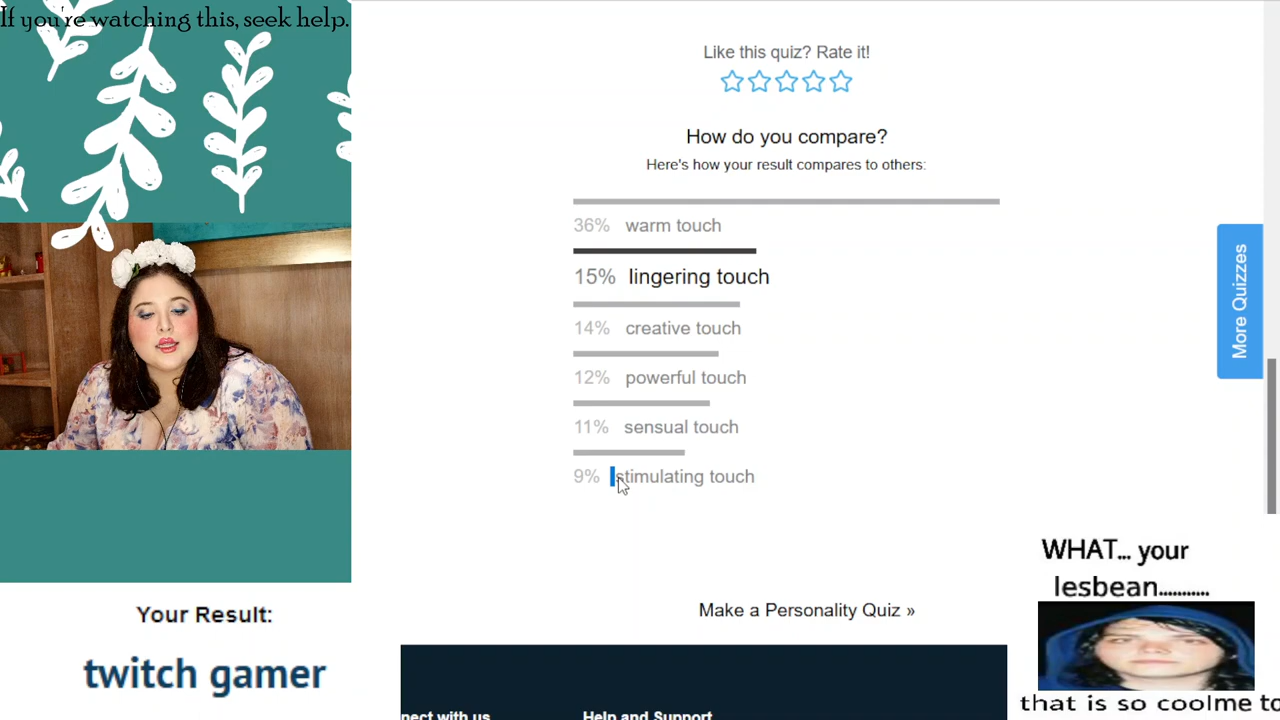 If you're watching this, seek help.
Like this quiz? Rate it!
How do you compare?
Here's how your result compares to others:
36% warm touch
15% lingering touch
14% creative touch
12% powerful touch
11% sensual touch
9% stimulating touch
More Quizzes
Make a Personality Quiz »
Your Result:
twitch gamer
nect with us
Help and Support
WHAT... your
lesbean...........
that is so coolme to